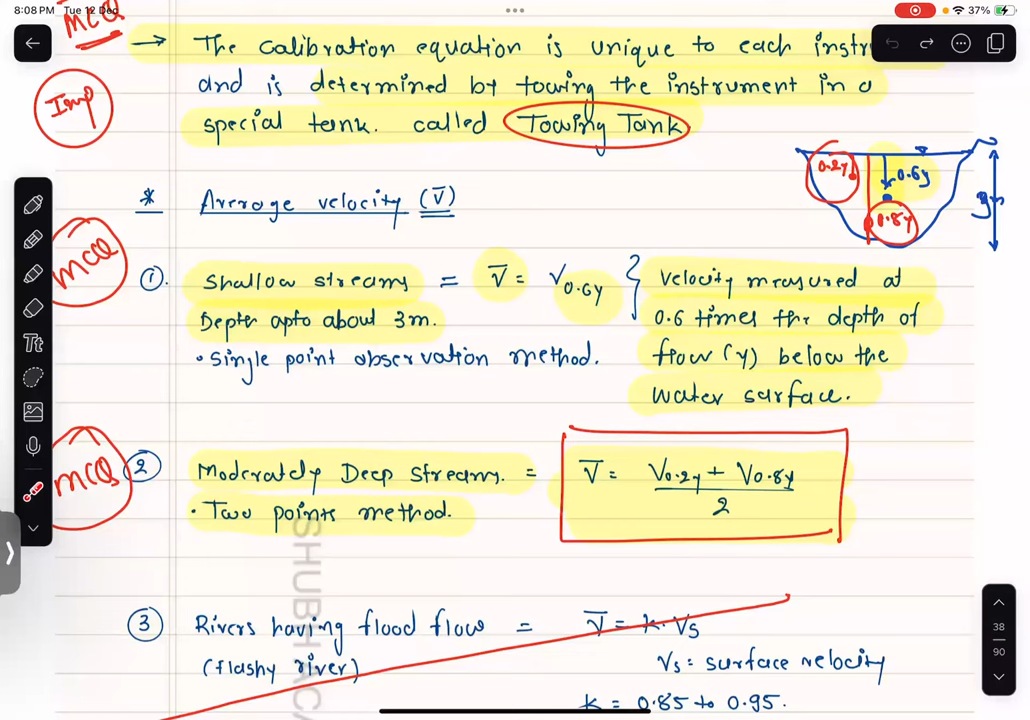 8:08 PM Tue 12 Dec
37%
MCQ
→ The calibration equation is unique to each instr
Imp
and is determined by towing the instrument in a
special tank. called Towing Tank
0.2y
0.6y
0.8y
* Average velocity (V̅)
MCQ
①. Shallow streams = V̅ = V0.6y { velocity measured at
Depth upto about 3m. 0.6 times the depth of
• Single point observation method. flow (y) below the
water surface.
MCQ
② Moderately Deep streams. = V̅ = V0.2y + V0.8y / 2
• Two points method.
Tt
SHUBH ACA
③ Rivers having flood flow = V̅ = k. Vs
(flashy river) Vs = surface velocity
k = 0.85 to 0.95.
38
90